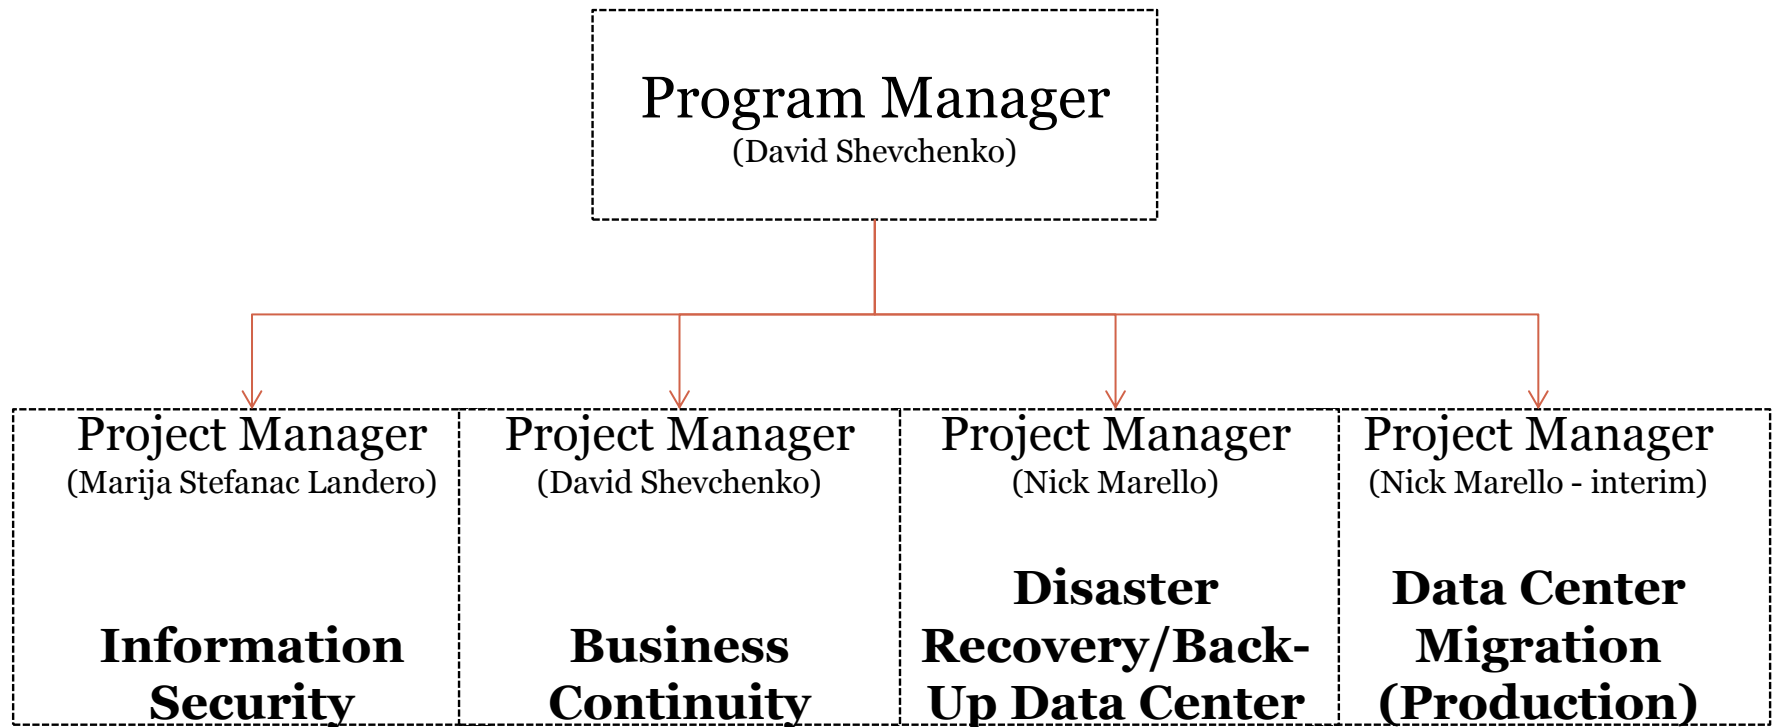 Program Manager
(David Shevchenko)
Project Manager
(Marija Stefanac Landero)
Information
Security
Project Manager
(David Shevchenko)
Business
Continuity
Project Manager
(Nick Marello)
Disaster
Recovery/Back-
Up Data Center
Project Manager
(Nick Marello - interim)
Data Center
Migration
(Production)